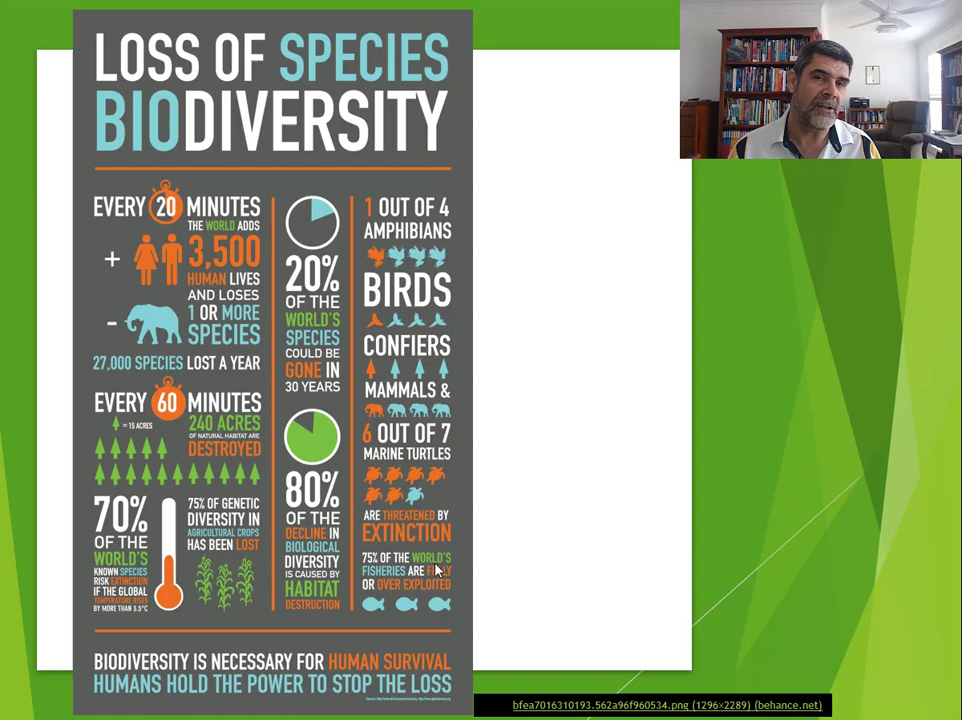 LOSS OF SPECIES
BIODIVERSITY
EVERY 20 MINUTES
THE WORLD ADDS
+ 3,500
HUMAN LIVES
AND LOSES
- 1 OR MORE
SPECIES
27,000 SPECIES LOST A YEAR
EVERY 60 MINUTES
= 15 ACRES
240 ACRES
OF NATURAL HABITAT ARE
DESTROYED
70%
OF THE
WORLD'S
KNOWN SPECIES
RISK EXTINCTION
IF THE GLOBAL
TEMPERATURE RISES
BY MORE THAN 3.5°C
75% OF GENETIC
DIVERSITY IN
AGRICULTURAL CROPS
HAS BEEN LOST
20%
OF THE
WORLD'S
SPECIES
COULD BE
GONE IN
30 YEARS
80%
OF THE
DECLINE IN
BIOLOGICAL
DIVERSITY
IS CAUSED BY
HABITAT
DESTRUCTION
1 OUT OF 4
AMPHIBIANS
BIRDS
CONFIERS
MAMMALS &
6 OUT OF 7
MARINE TURTLES
ARE THREATENED BY
EXTINCTION
75% OF THE WORLD'S
FISHERIES ARE FULLY
OR OVER EXPLOITED
BIODIVERSITY IS NECESSARY FOR HUMAN SURVIVAL
HUMANS HOLD THE POWER TO STOP THE LOSS
bfea7016310193.562a96f960534.png (1296×2289) (behance.net)